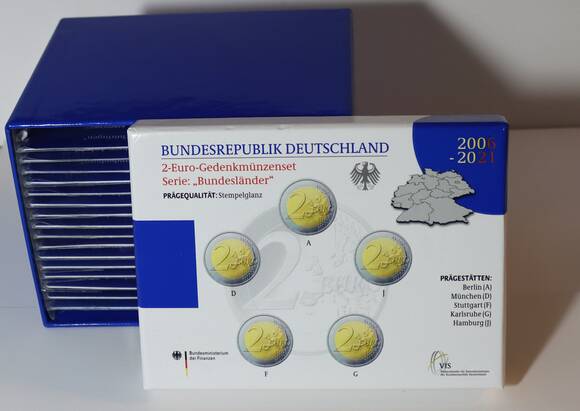 BUNDESREPUBLIK DEUTSCHLAND
2-Euro-Gedenkmünzenset
Serie: „Bundesländer"
PRÄGEQUALITÄT: Stempelglanz
2006
-2021
A
D
J
F
G
PRÄGESTÄTTEN:
Berlin (A)
München (D)
Stuttgart (F)
Karlsruhe (G)
Hamburg (J)
Bundesministerium
der Finanzen
VfS